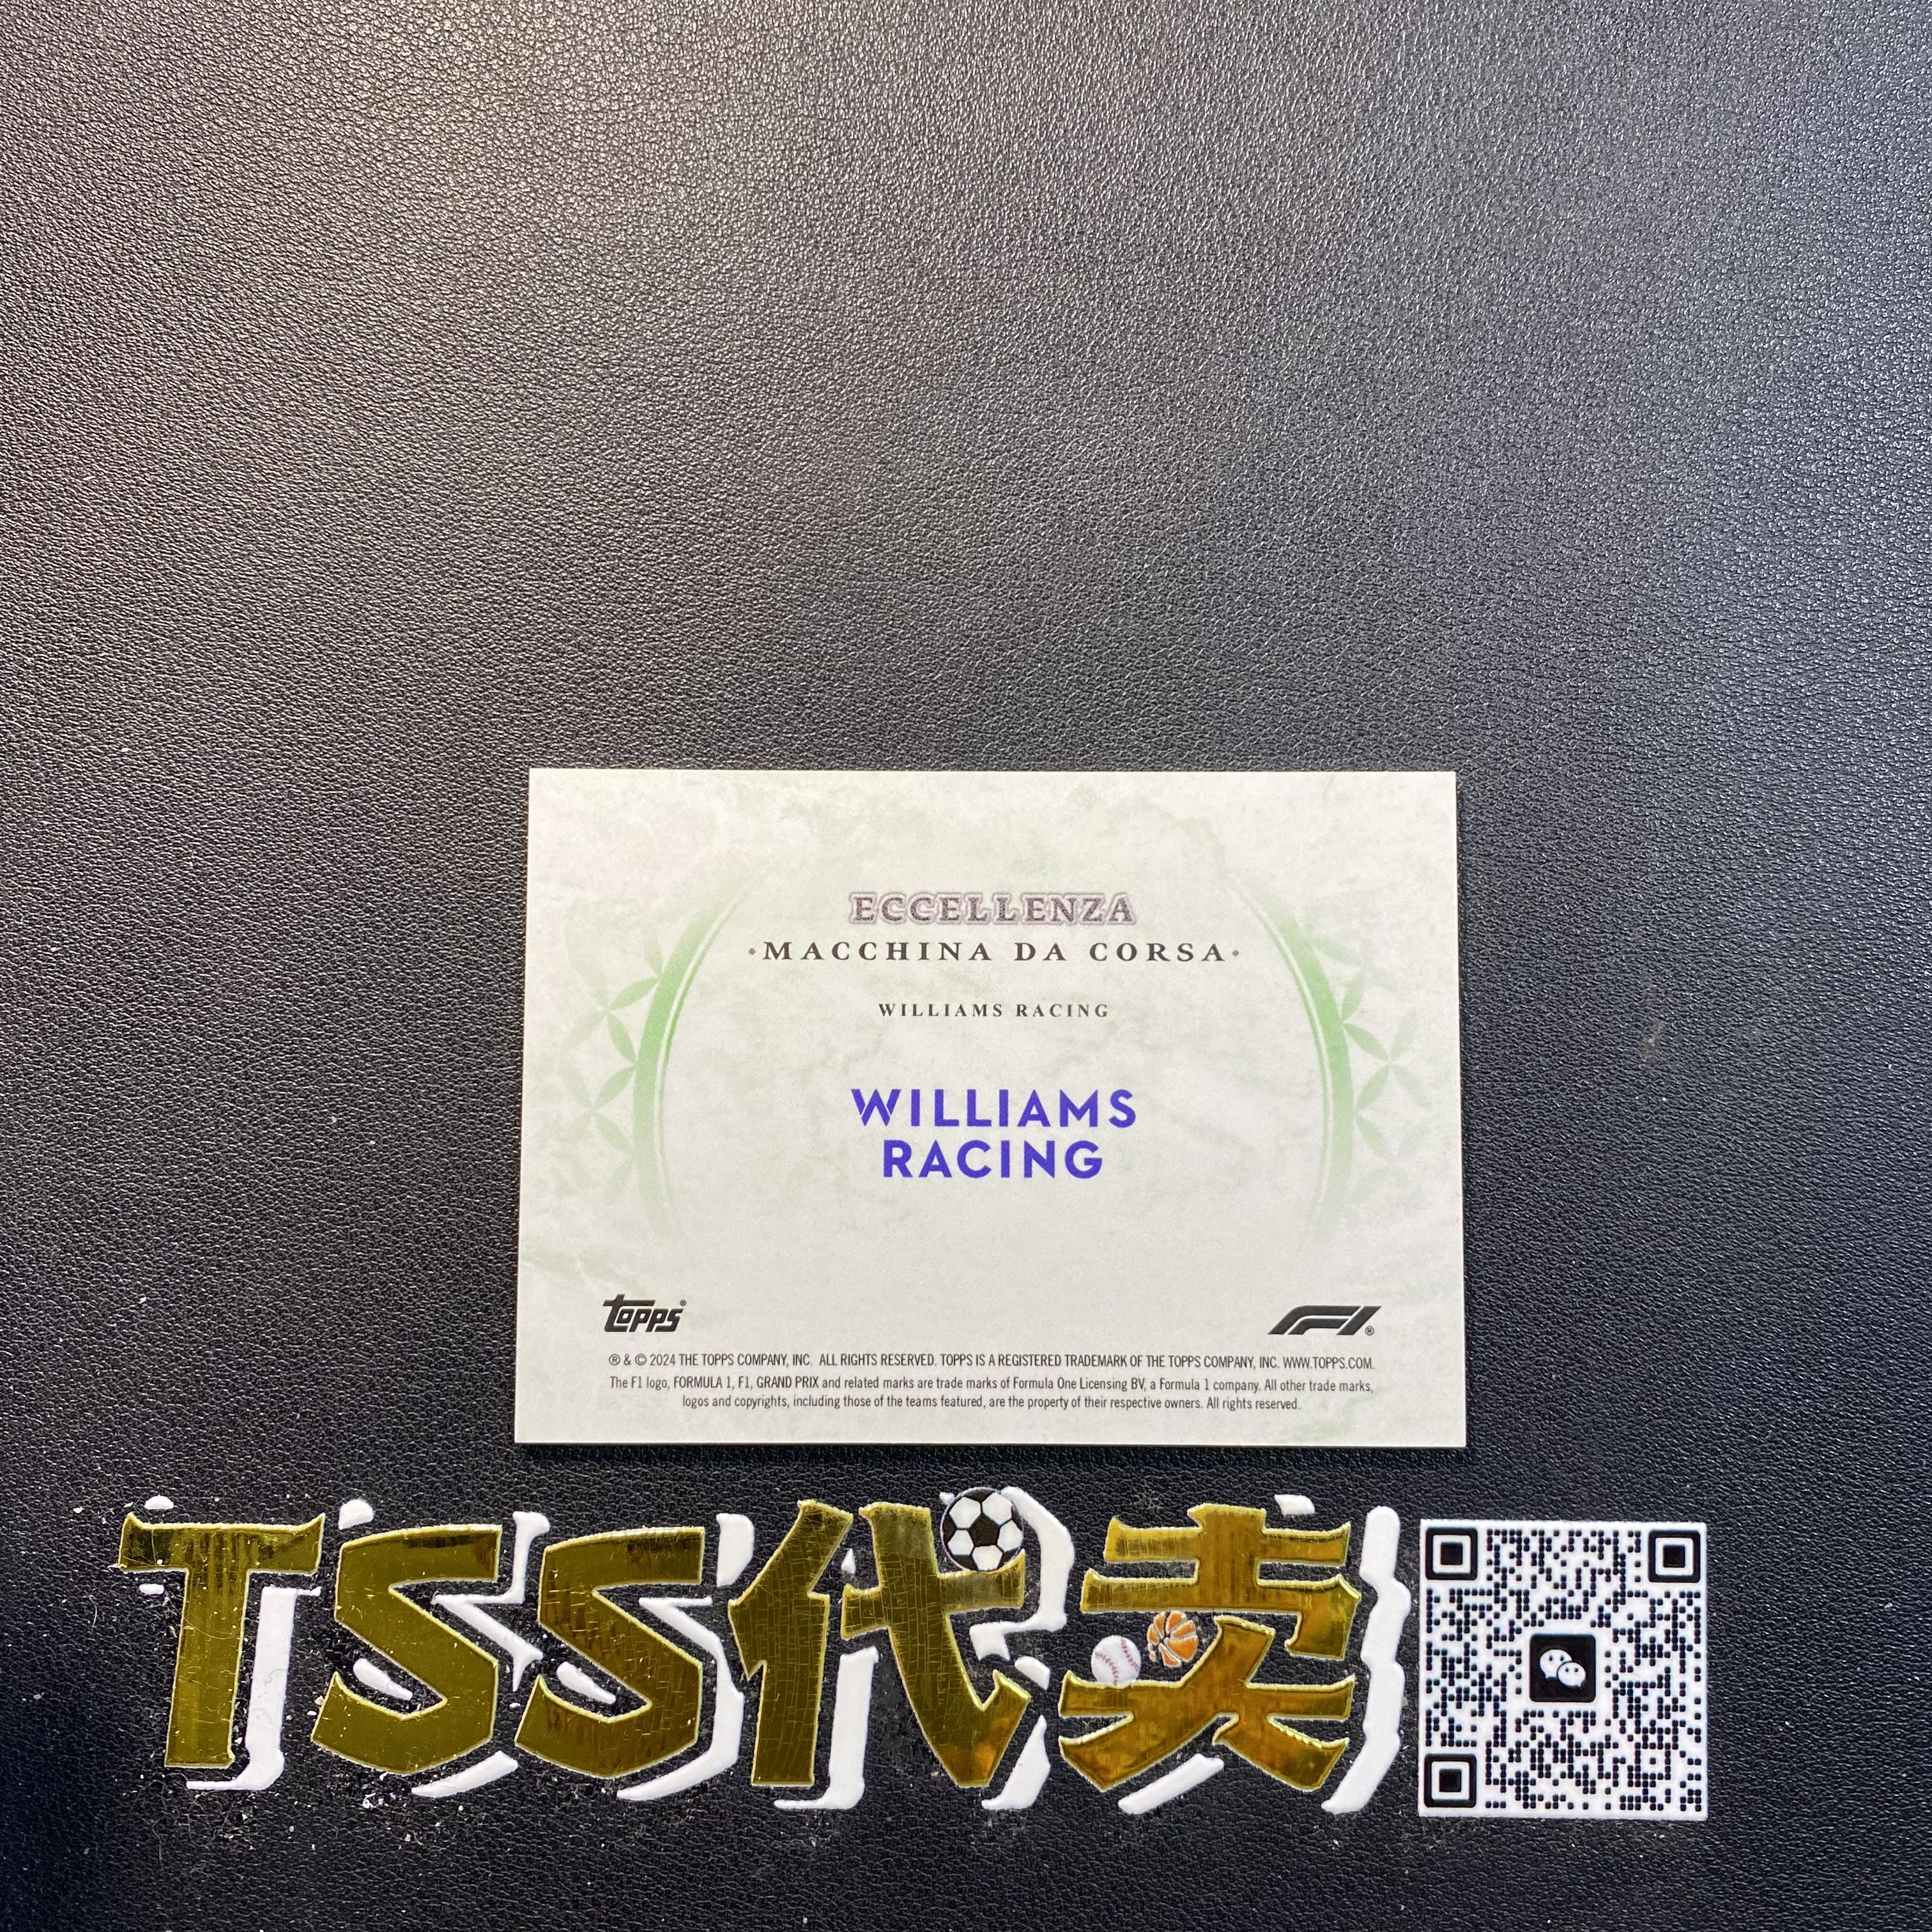 ECCELLENZA
•MACCHINA DA CORSA•
WILLIAMS RACING
WILLIAMS
RACING
Topps®
F1®
® & © 2024 THE TOPPS COMPANY, INC. ALL RIGHTS RESERVED. TOPPS IS A REGISTERED TRADEMARK OF THE TOPPS COMPANY, INC. WWW.TOPPS.COM.
The F1 logo, FORMULA 1, F1, GRAND PRIX and related marks are trade marks of Formula One Licensing BV, a Formula 1 company. All other trade marks,
logos and copyrights, including those of the teams featured, are the property of their respective owners. All rights reserved.
TSS代卖